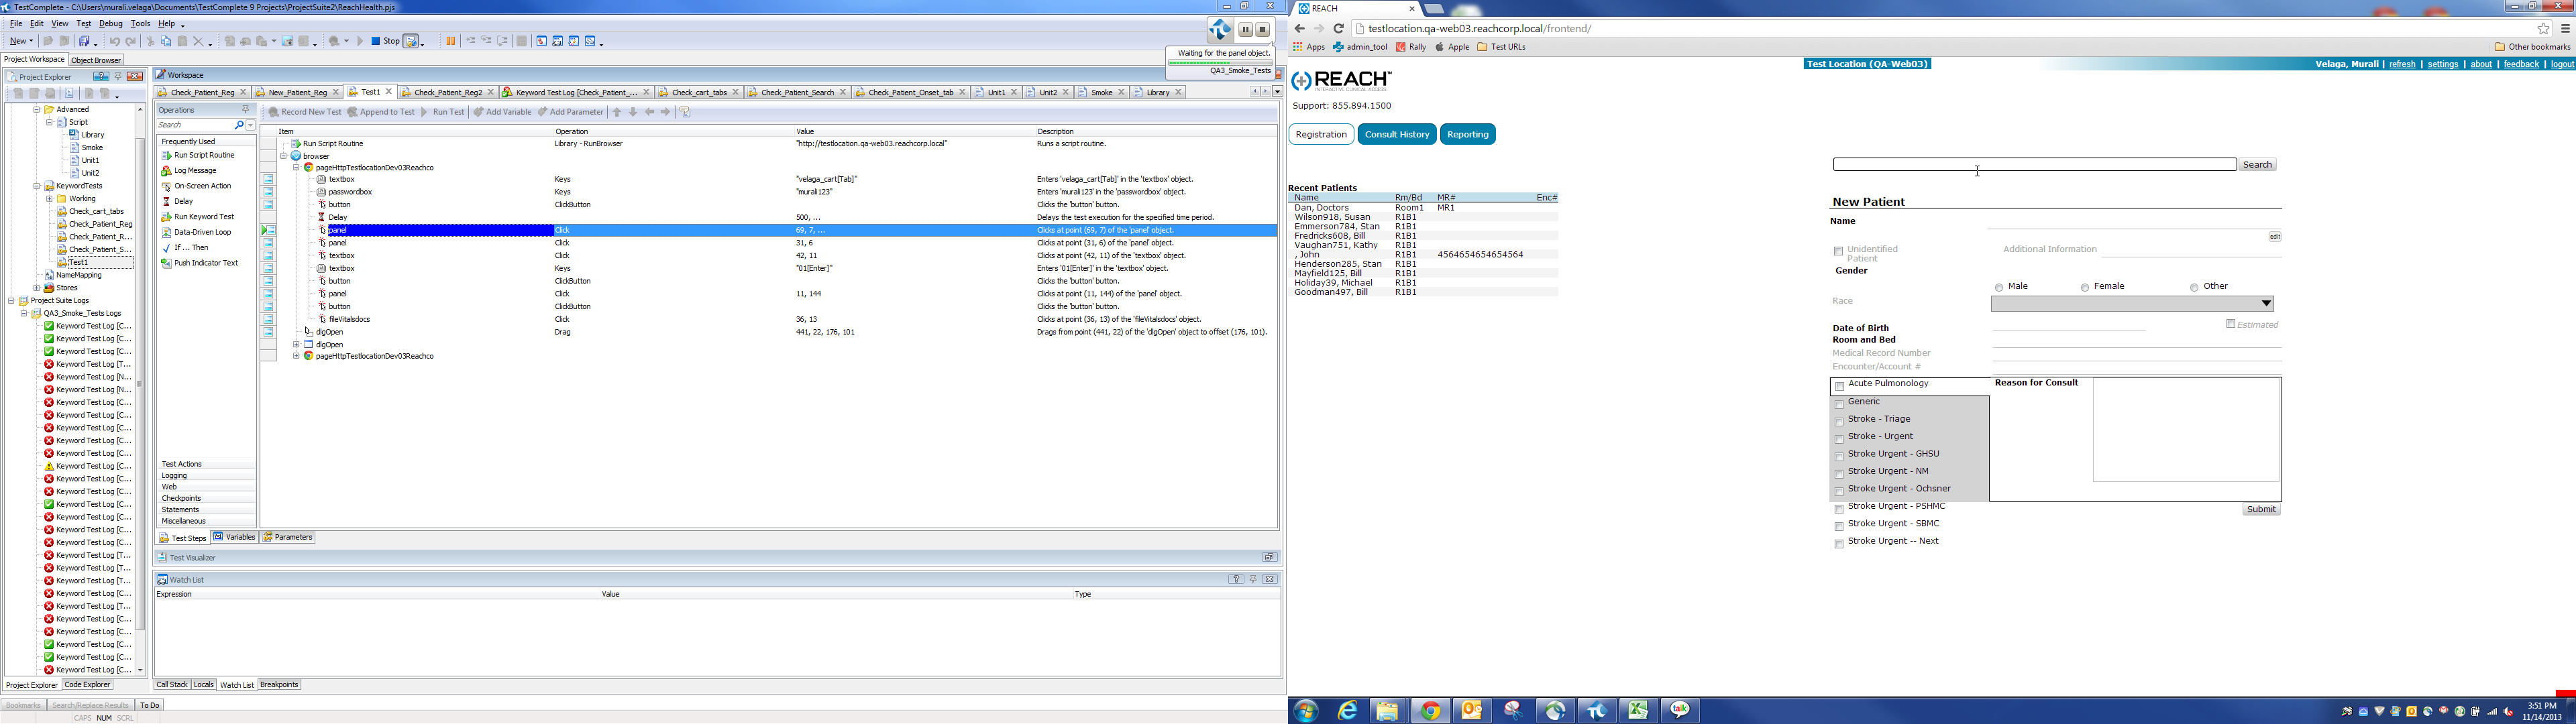 TestComplete - C:\Users\murali.velaga\Documents\TestComplete 9 Projects\ProjectSuite2\ReachHealth.pjs
File Edit View Test Debug Tools Help
New Stop
Waiting for the panel object.
QA3_Smoke_Tests
Project Workspace Object Browser
Project Explorer
Advanced
Script
Library
Smoke
Unit1
Unit2
KeywordTests
Working
Check_cart_tabs
Check_Patient_Reg
Check_Patient_R...
Check_Patient_S...
Test1
NameMapping
Stores
Project Suite Logs
QA3_Smoke_Tests Logs
Keyword Test Log [C...
Keyword Test Log [C...
Keyword Test Log [C...
Keyword Test Log [T...
Keyword Test Log [N...
Keyword Test Log [N...
Keyword Test Log [C...
Keyword Test Log [C...
Keyword Test Log [C...
Keyword Test Log [C...
Keyword Test Log [C...
Keyword Test Log [C...
Keyword Test Log [C...
Keyword Test Log [C...
Keyword Test Log [C...
Keyword Test Log [C...
Keyword Test Log [C...
Keyword Test Log [C...
Keyword Test Log [T...
Keyword Test Log [T...
Keyword Test Log [T...
Keyword Test Log [C...
Keyword Test Log [T...
Keyword Test Log [C...
Keyword Test Log [C...
Keyword Test Log [C...
Keyword Test Log [C...
Keyword Test Log [C...
Project Explorer Code Explorer
Bookmarks Search/Replace Results To Do
CAPS NUM SCRL
Workspace
Check_Patient_Reg New_Patient_Reg Test1 Check_Patient_Reg2 Keyword Test Log [Check_Patient_... Check_cart_tabs Check_Patient_Search Check_Patient_Onset_tab Unit1 Unit2 Smoke Library
Operations
Search
Frequently Used
Run Script Routine
Log Message
On-Screen Action
Delay
Run Keyword Test
Data-Driven Loop
If ... Then
Push Indicator Text
Test Actions
Logging
Web
Checkpoints
Statements
Miscellaneous
Record New Test Append to Test Run Test Add Variable Add Parameter
Item Operation Value Description
Run Script Routine Library - RunBrowser "http://testlocation.qa-web03.reachcorp.local" Runs a script routine.
browser
pageHttpTestlocationDev03Reachco
textbox Keys "velaga_cart[Tab]" Enters 'velaga_cart[Tab]' in the 'textbox' object.
passwordbox Keys "murali123" Enters 'murali123' in the 'passwordbox' object.
button ClickButton Clicks the 'button' button.
Delay 500, ... Delays the test execution for the specified time period.
panel Click 69, 7, ... Clicks at point (69, 7) of the 'panel' object.
panel Click 31, 6 Clicks at point (31, 6) of the 'panel' object.
textbox Click 42, 11 Clicks at point (42, 11) of the 'textbox' object.
textbox Keys "01[Enter]" Enters '01[Enter]' in the 'textbox' object.
button ClickButton Clicks the 'button' button.
panel Click 11, 144 Clicks at point (11, 144) of the 'panel' object.
button ClickButton Clicks the 'button' button.
fileVitalsdocs Click 36, 13 Clicks at point (36, 13) of the 'fileVitalsdocs' object.
dlgOpen Drag 441, 22, 176, 101 Drags from point (441, 22) of the 'dlgOpen' object to offset (176, 101).
dlgOpen
pageHttpTestlocationDev03Reachco
Test Steps Variables Parameters
Test Visualizer
Watch List
Expression Value Type
Call Stack Locals Watch List Breakpoints
REACH
testlocation.qa-web03.reachcorp.local/frontend/
Apps admin_tool Rally Apple Test URLs Other bookmarks
Test Location (QA-Web03) Velaga, Murali | refresh | settings | about | feedback | logout
REACH™
INTERACTIVE CLINICAL ACCESS
Support: 855.894.1500
Registration Consult History Reporting
Search
Recent Patients
Name Rm/Bd MR# Enc#
Dan, Doctors Room1 MR1
Wilson918, Susan R1B1
Emmerson784, Stan R1B1
Fredricks608, Bill R1B1
Vaughan751, Kathy R1B1
, John R1B1 4564654654654564
Henderson285, Stan R1B1
Mayfield125, Bill R1B1
Holiday39, Michael R1B1
Goodman497, Bill R1B1
New Patient
Name
edit
Unidentified Patient Additional Information
Gender
Male Female Other
Race
Date of Birth Estimated
Room and Bed
Medical Record Number
Encounter/Account #
Acute Pulmonology Reason for Consult
Generic
Stroke - Triage
Stroke - Urgent
Stroke Urgent - GHSU
Stroke Urgent - NM
Stroke Urgent - Ochsner
Stroke Urgent - PSHMC
Stroke Urgent - SBMC
Stroke Urgent -- Next
Submit
talk
3:51 PM
11/14/2013